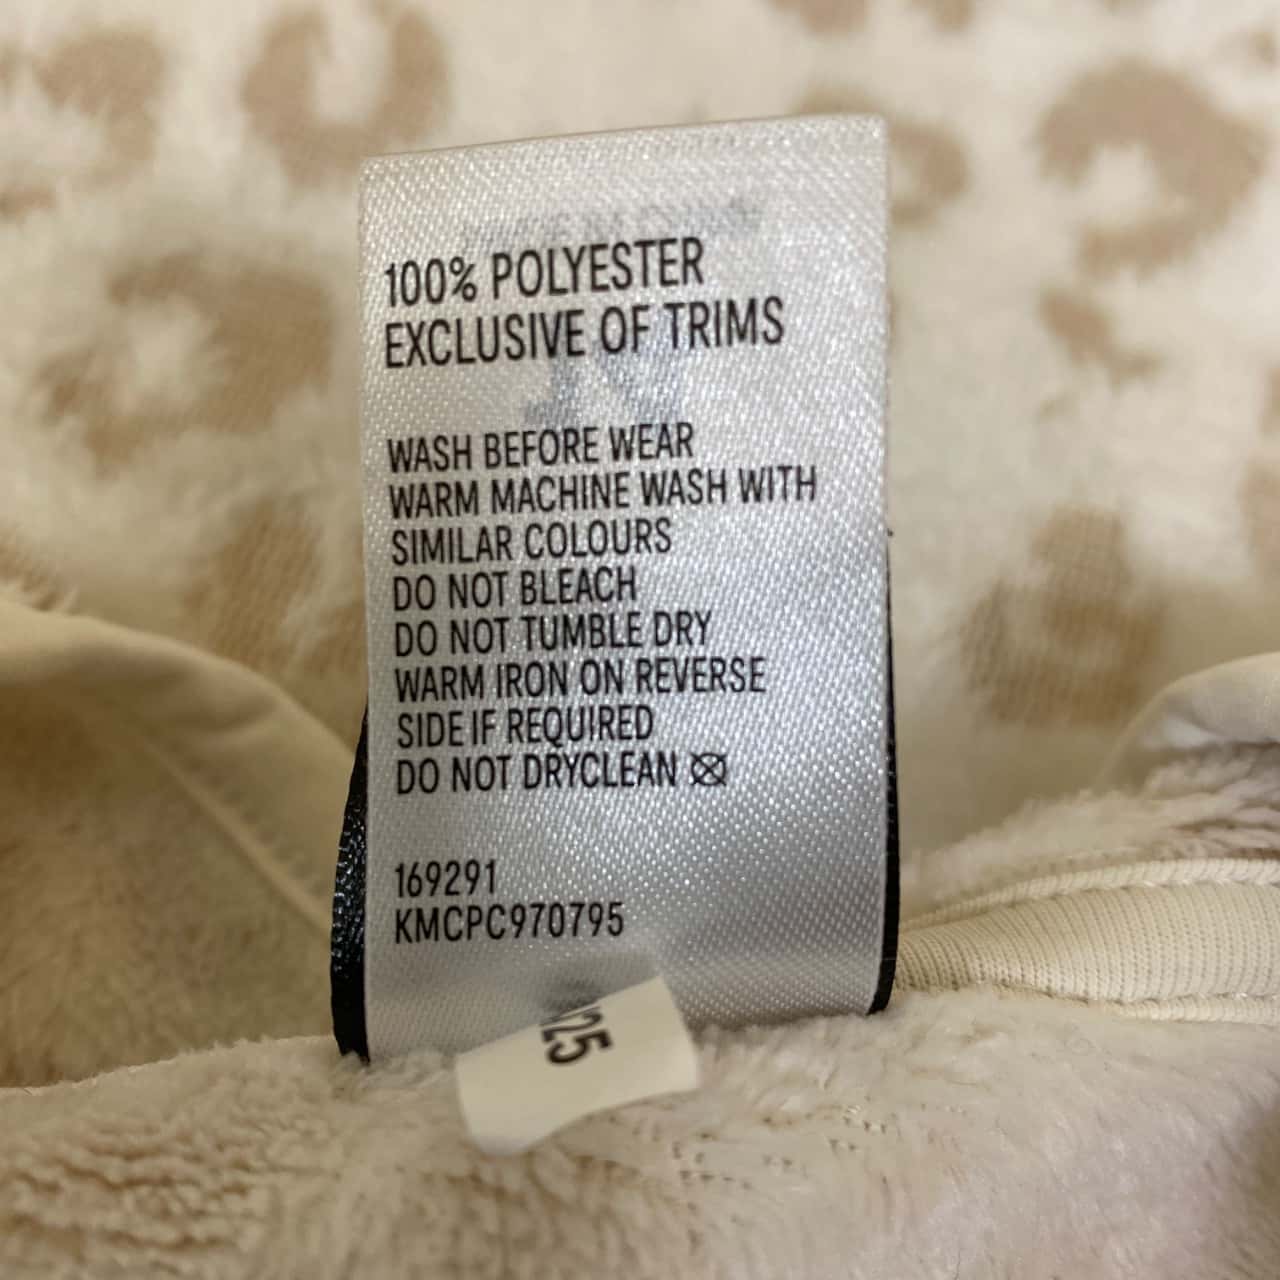 100% POLYESTER
EXCLUSIVE OF TRIMS
WASH BEFORE WEAR
WARM MACHINE WASH WITH
SIMILAR COLOURS
DO NOT BLEACH
DO NOT TUMBLE DRY
WARM IRON ON REVERSE
SIDE IF REQUIRED
DO NOT DRYCLEAN
169291
KMCPC970795